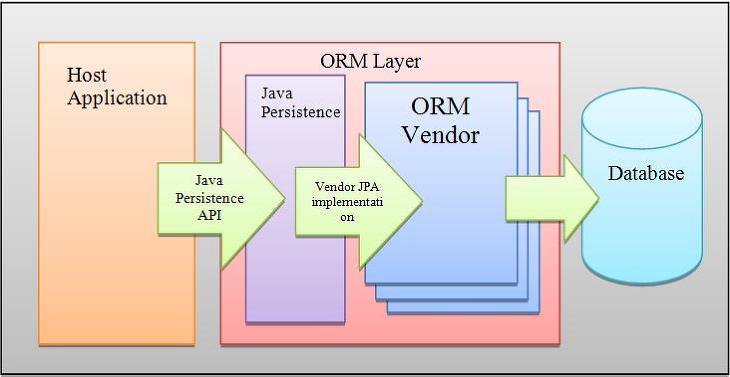 Host
Application
ORM Layer
Java
Persistence
ORM
Vendor
Java
Persistence
API
Vendor JPA
implementati
on
Database